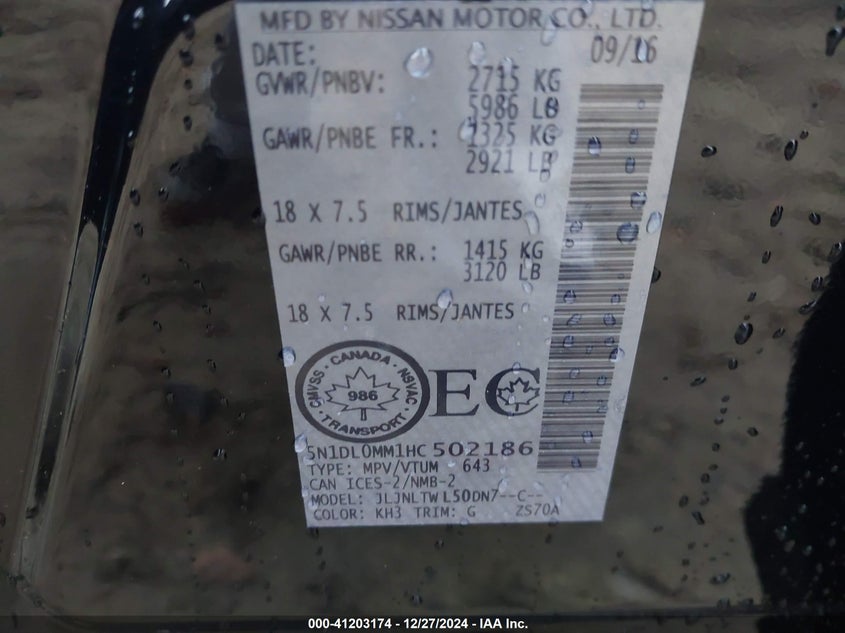 MFD BY NISSAN MOTOR CO., LTD.
DATE: 09/16
GVWR/PNBV: 2715 KG
5986 LB
GAWR/PNBE FR.: 1325 KG
2921 LB
18 X 7.5 RIMS/JANTES
GAWR/PNBE RR.: 1415 KG
3120 LB
18 X 7.5 RIMS/JANTES
CMVSS · CANADA · NSVAC
986
· TRANSPORT ·
EC
5N1DL0MM1HC502186
TYPE: MPV/VTUM 643
CAN ICES-2/NMB-2
MODEL: JLJNLTWL50DN7--C--
COLOR: KH3 TRIM: G ZS70A
000-41203174 - 12/27/2024 - IAA Inc.